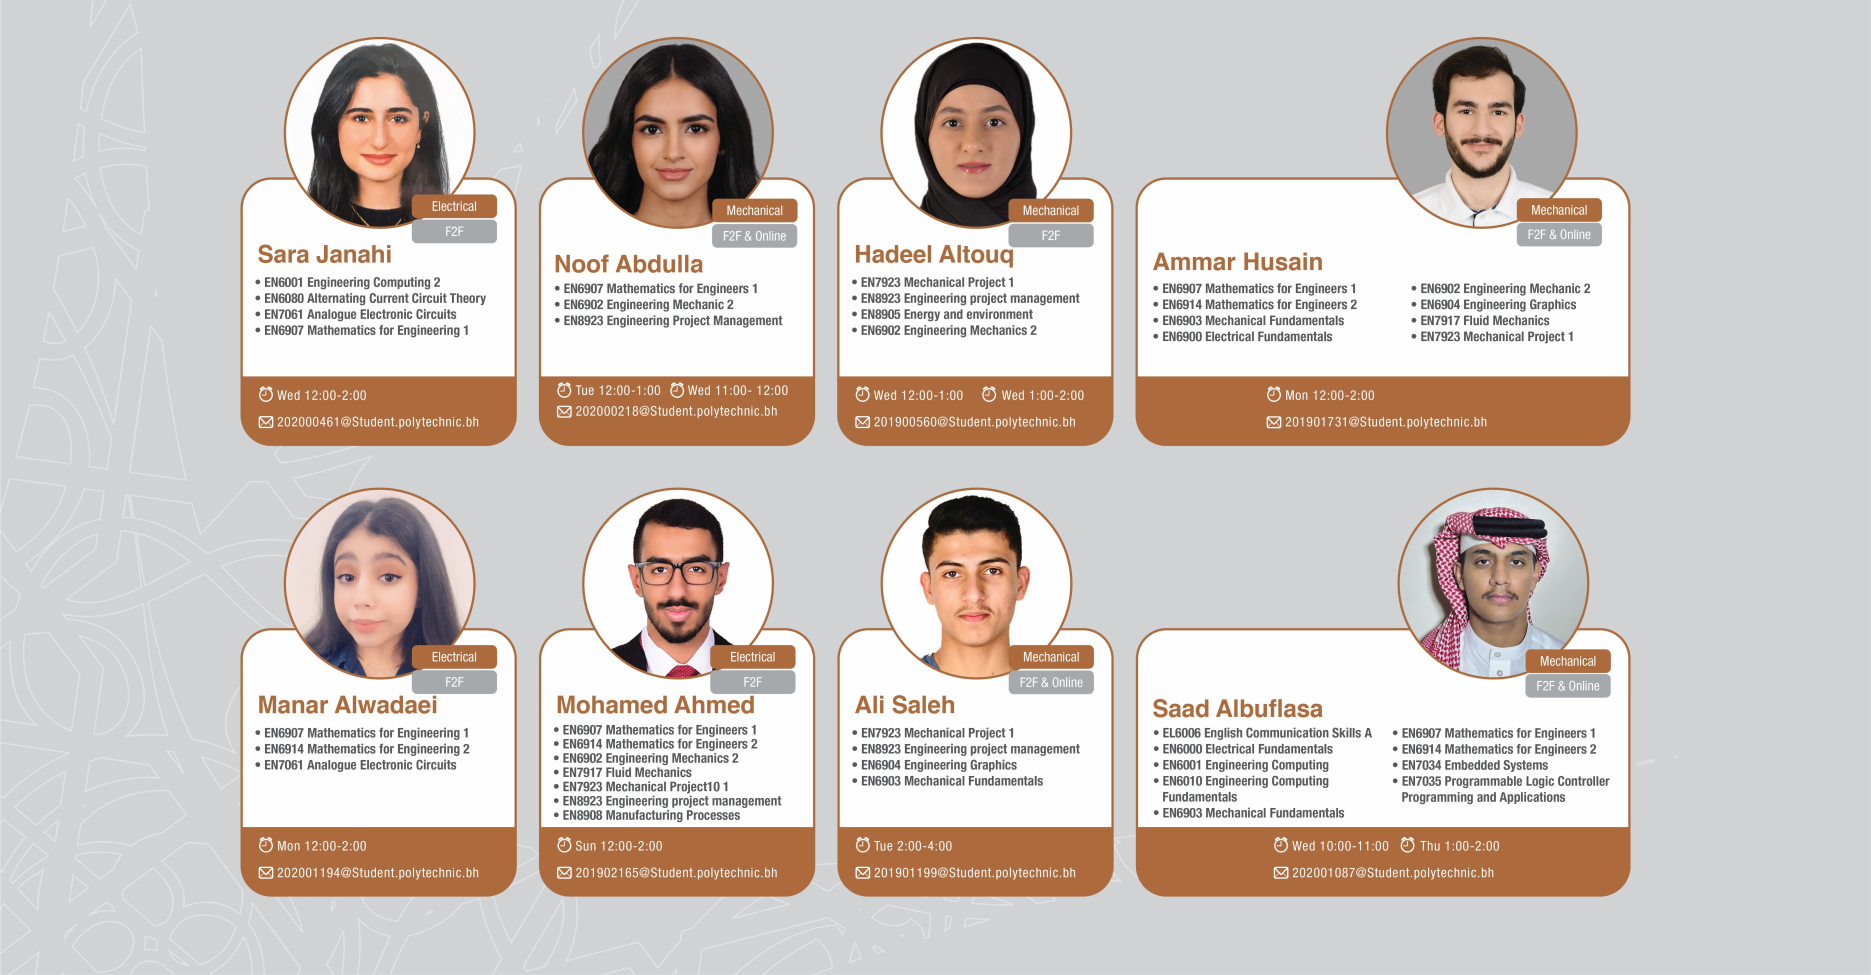 Electrical
F2F
Sara Janahi
• EN6001 Engineering Computing 2
• EN6080 Alternating Current Circuit Theory
• EN7061 Analogue Electronic Circuits
• EN6907 Mathematics for Engineering 1
Wed 12:00-2:00
202000461@Student.polytechnic.bh
Mechanical
F2F & Online
Noof Abdulla
• EN6907 Mathematics for Engineers 1
• EN6902 Engineering Mechanic 2
• EN8923 Engineering Project Management
Tue 12:00-1:00 Wed 11:00- 12:00
202000218@Student.polytechnic.bh
Mechanical
F2F
Hadeel Altouq
• EN7923 Mechanical Project 1
• EN8923 Engineering project management
• EN8905 Energy and environment
• EN6902 Engineering Mechanics 2
Wed 12:00-1:00 Wed 1:00-2:00
201900560@Student.polytechnic.bh
Mechanical
F2F & Online
Ammar Husain
• EN6907 Mathematics for Engineers 1
• EN6914 Mathematics for Engineers 2
• EN6903 Mechanical Fundamentals
• EN6900 Electrical Fundamentals
• EN6902 Engineering Mechanic 2
• EN6904 Engineering Graphics
• EN7917 Fluid Mechanics
• EN7923 Mechanical Project 1
Mon 12:00-2:00
201901731@Student.polytechnic.bh
Electrical
F2F
Manar Alwadaei
• EN6907 Mathematics for Engineering 1
• EN6914 Mathematics for Engineering 2
• EN7061 Analogue Electronic Circuits
Mon 12:00-2:00
202001194@Student.polytechnic.bh
Electrical
F2F
Mohamed Ahmed
• EN6907 Mathematics for Engineers 1
• EN6914 Mathematics for Engineers 2
• EN6902 Engineering Mechanics 2
• EN7917 Fluid Mechanics
• EN7923 Mechanical Project10 1
• EN8923 Engineering project management
• EN8908 Manufacturing Processes
Sun 12:00-2:00
201902165@Student.polytechnic.bh
Mechanical
F2F & Online
Ali Saleh
• EN7923 Mechanical Project 1
• EN8923 Engineering project management
• EN6904 Engineering Graphics
• EN6903 Mechanical Fundamentals
Tue 2:00-4:00
201901199@Student.polytechnic.bh
Mechanical
F2F & Online
Saad Albuflasa
• EL6006 English Communication Skills A
• EN6000 Electrical Fundamentals
• EN6001 Engineering Computing
• EN6010 Engineering Computing
Fundamentals
• EN6903 Mechanical Fundamentals
• EN6907 Mathematics for Engineers 1
• EN6914 Mathematics for Engineers 2
• EN7034 Embedded Systems
• EN7035 Programmable Logic Controller
Programming and Applications
Wed 10:00-11:00 Thu 1:00-2:00
202001087@Student.polytechnic.bh